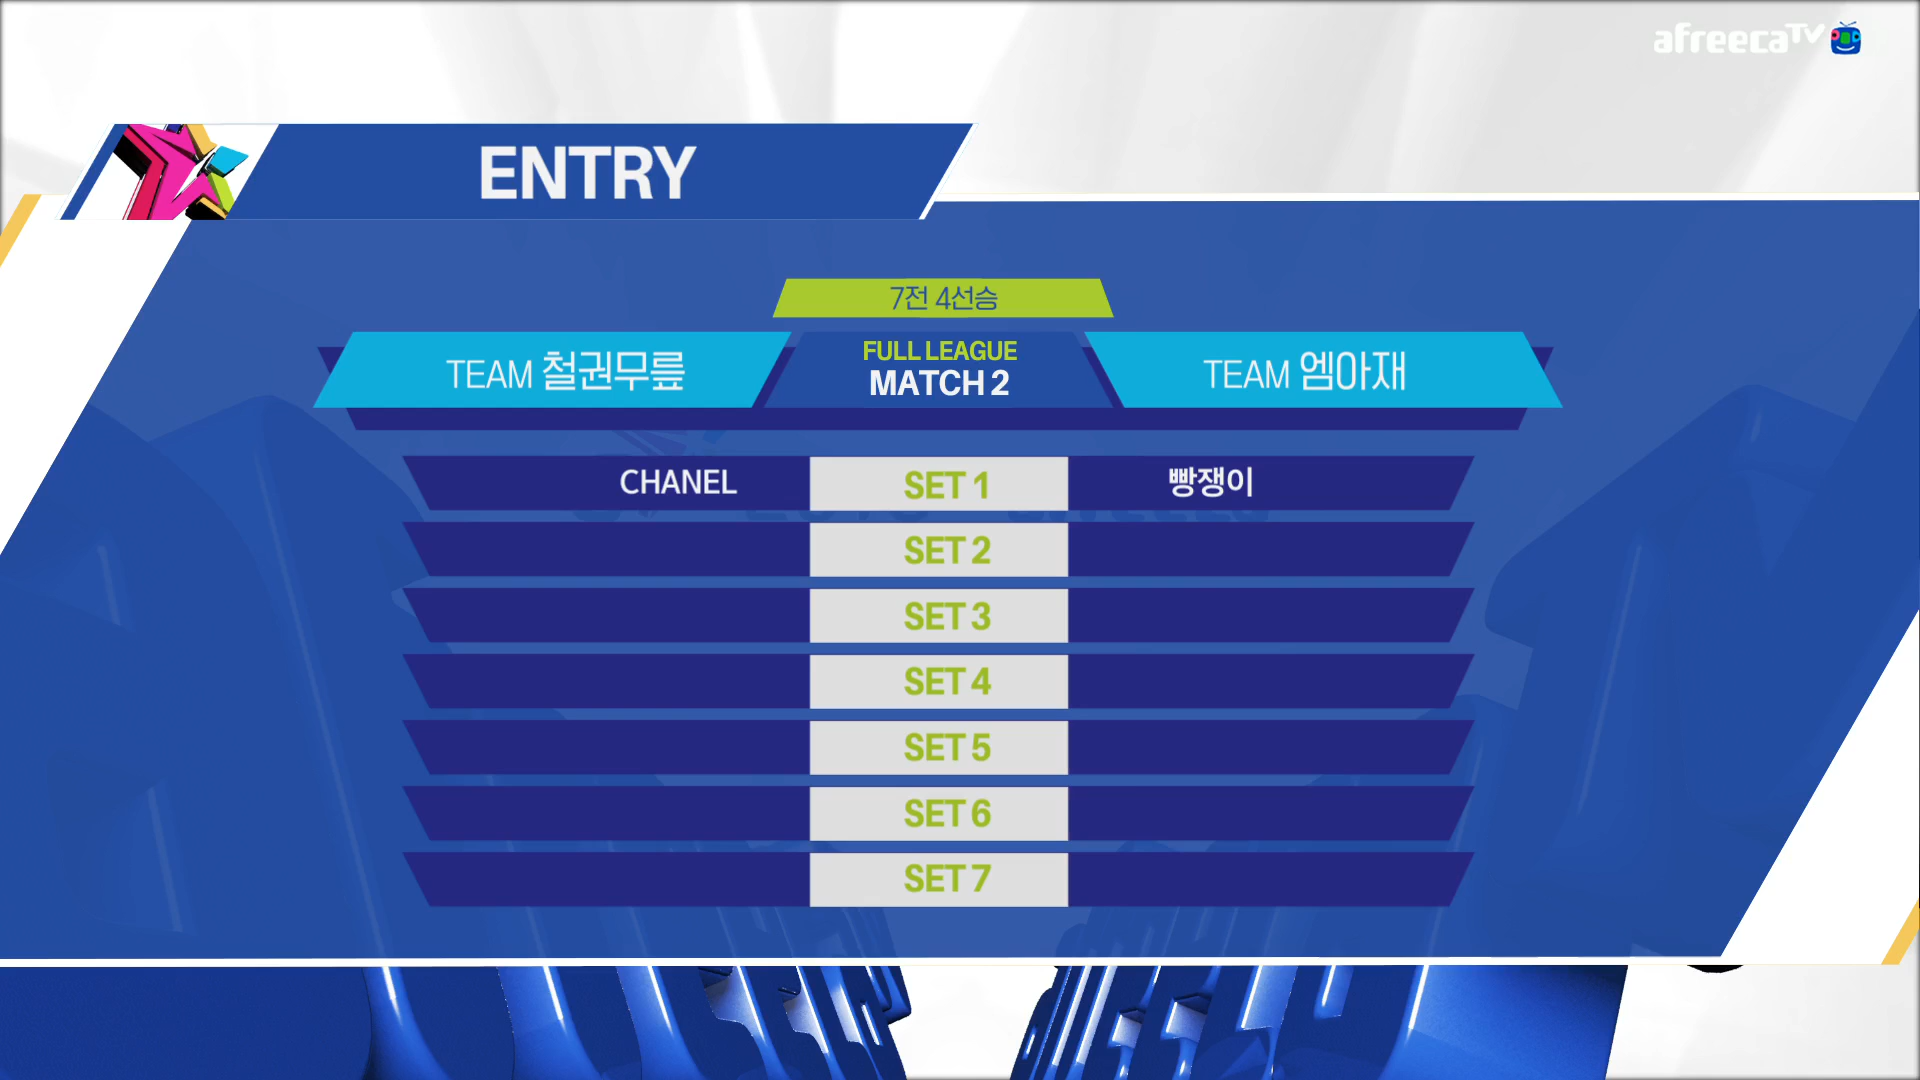 afreecaTV
ENTRY
7전 4선승
TEAM 철권무릎
FULL LEAGUE
MATCH 2
TEAM 엠아재
CHANEL SET 1 빵쟁이
SET 2
SET 3
SET 4
SET 5
SET 6
SET 7